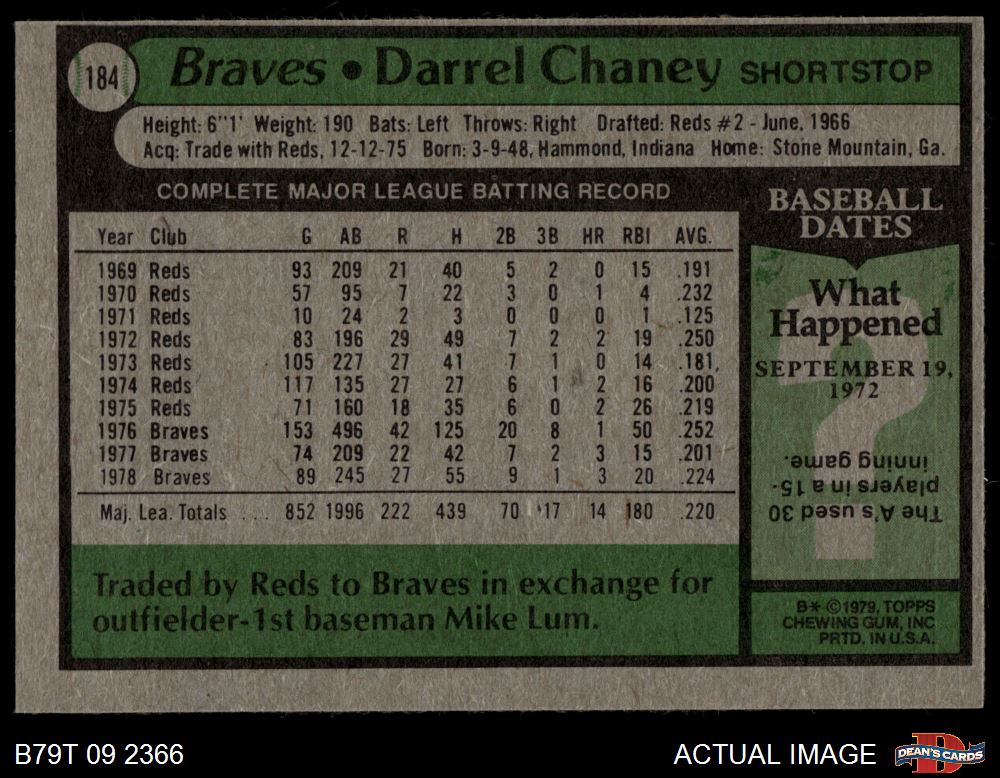 184 Braves • Darrel Chaney SHORTSTOP
Height: 6"1' Weight: 190 Bats: Left Throws: Right Drafted: Reds #2 - June, 1966
Acq: Trade with Reds, 12-12-75 Born: 3-9-48, Hammond, Indiana Home: Stone Mountain, Ga.
COMPLETE MAJOR LEAGUE BATTING RECORD
Year Club G AB R H 2B 3B HR RBI AVG.
1969 Reds 93 209 21 40 5 2 0 15 .191
1970 Reds 57 95 7 22 3 0 1 4 .232
1971 Reds 10 24 2 3 0 0 0 1 .125
1972 Reds 83 196 29 49 7 2 2 19 .250
1973 Reds 105 227 27 41 7 1 0 14 .181
1974 Reds 117 135 27 27 6 1 2 16 .200
1975 Reds 71 160 18 35 6 0 2 26 .219
1976 Braves 153 496 42 125 20 8 1 50 .252
1977 Braves 74 209 22 42 7 2 3 15 .201
1978 Braves 89 245 27 55 9 1 3 20 .224
Maj. Lea. Totals ... 852 1996 222 439 70 17 14 180 .220
Traded by Reds to Braves in exchange for
outfielder-1st baseman Mike Lum.
BASEBALL
DATES
What
Happened
SEPTEMBER 19,
1972
?
The A's used 30
players in a 15-
inning game.
B* ©1979, TOPPS
CHEWING GUM, INC
PRTD. IN U.S.A.
B79T 09 2366
ACTUAL IMAGE
DEAN'S CARDS